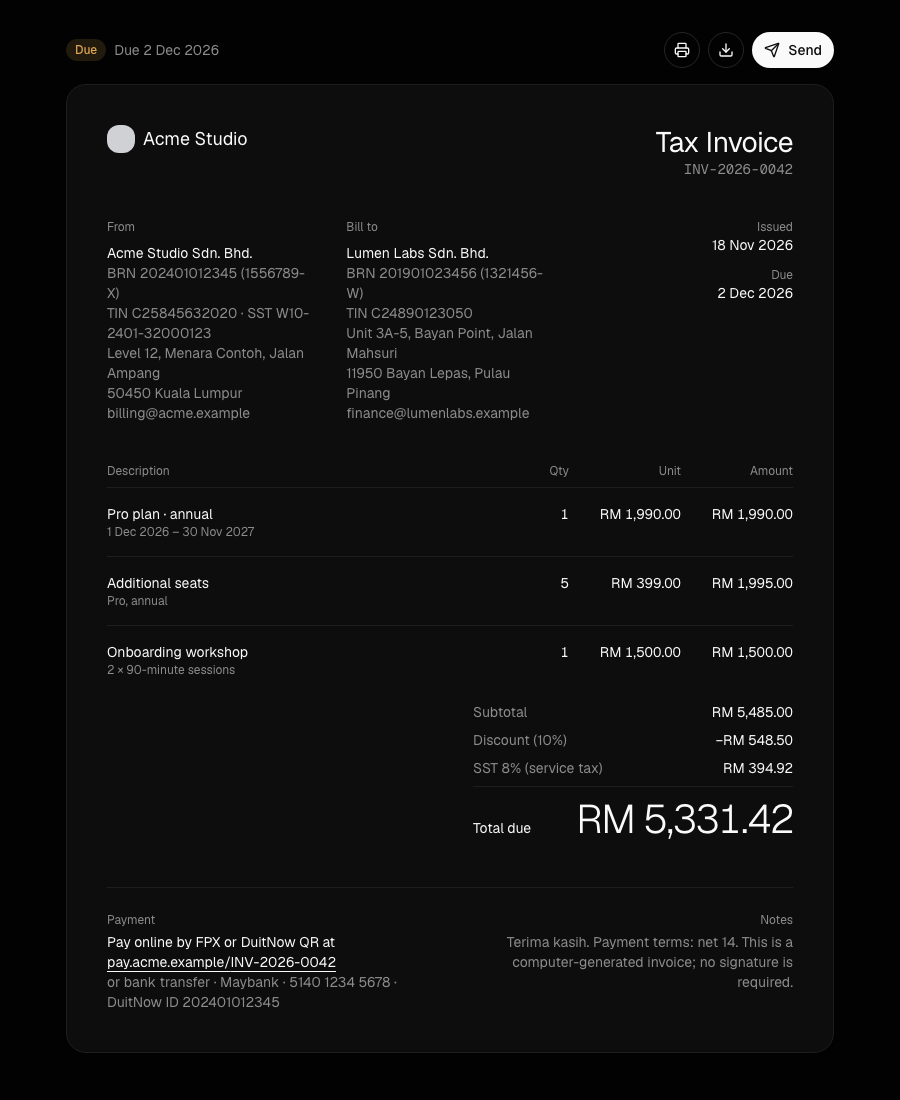 Due Due 2 Dec 2026 Send
Acme Studio
Tax Invoice
INV-2026-0042
From
Acme Studio Sdn. Bhd.
BRN 202401012345 (1556789-
X)
TIN C25845632020 · SST W10-
2401-32000123
Level 12, Menara Contoh, Jalan
Ampang
50450 Kuala Lumpur
billing@acme.example
Bill to
Lumen Labs Sdn. Bhd.
BRN 201901023456 (1321456-
W)
TIN C24890123050
Unit 3A-5, Bayan Point, Jalan
Mahsuri
11950 Bayan Lepas, Pulau
Pinang
finance@lumenlabs.example
Issued
18 Nov 2026
Due
2 Dec 2026
Description Qty Unit Amount
Pro plan · annual 1 RM 1,990.00 RM 1,990.00
1 Dec 2026 – 30 Nov 2027
Additional seats 5 RM 399.00 RM 1,995.00
Pro, annual
Onboarding workshop 1 RM 1,500.00 RM 1,500.00
2 × 90-minute sessions
Subtotal RM 5,485.00
Discount (10%) −RM 548.50
SST 8% (service tax) RM 394.92
Total due RM 5,331.42
Payment
Pay online by FPX or DuitNow QR at
pay.acme.example/INV-2026-0042
or bank transfer · Maybank · 5140 1234 5678 ·
DuitNow ID 202401012345
Notes
Terima kasih. Payment terms: net 14. This is a
computer-generated invoice; no signature is
required.